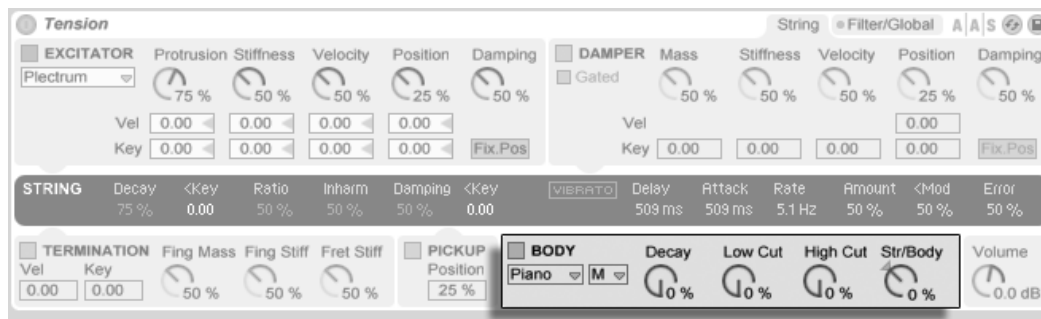 Tension String Filter/Global A A S
EXCITATOR Protrusion Stiffness Velocity Position Damping
Plectrum
75 % 50 % 50 % 25 % 50 %
Vel 0.00 0.00 0.00 0.00
Key 0.00 0.00 0.00 0.00 Fix.Pos
DAMPER Mass Stiffness Velocity Position Damping
Gated
50 % 50 % 50 % 25 % 50 %
Vel 0.00
Key 0.00 0.00 0.00 0.00 Fix.Pos
STRING Decay <Key Ratio Inharm Damping <Key VIBRATO Delay Attack Rate Amount <Mod Error
75 % 0.00 50 % 50 % 50 % 0.00 509 ms 509 ms 5.1 Hz 50 % 50 % 50 %
TERMINATION Fing Mass Fing Stiff Fret Stiff
Vel Key
0.00 0.00 50 % 50 % 50 %
PICKUP
Position
25 %
BODY Decay Low Cut High Cut Str/Body
Piano M
0 % 0 % 0 % 0 %
Volume
0.0 dB